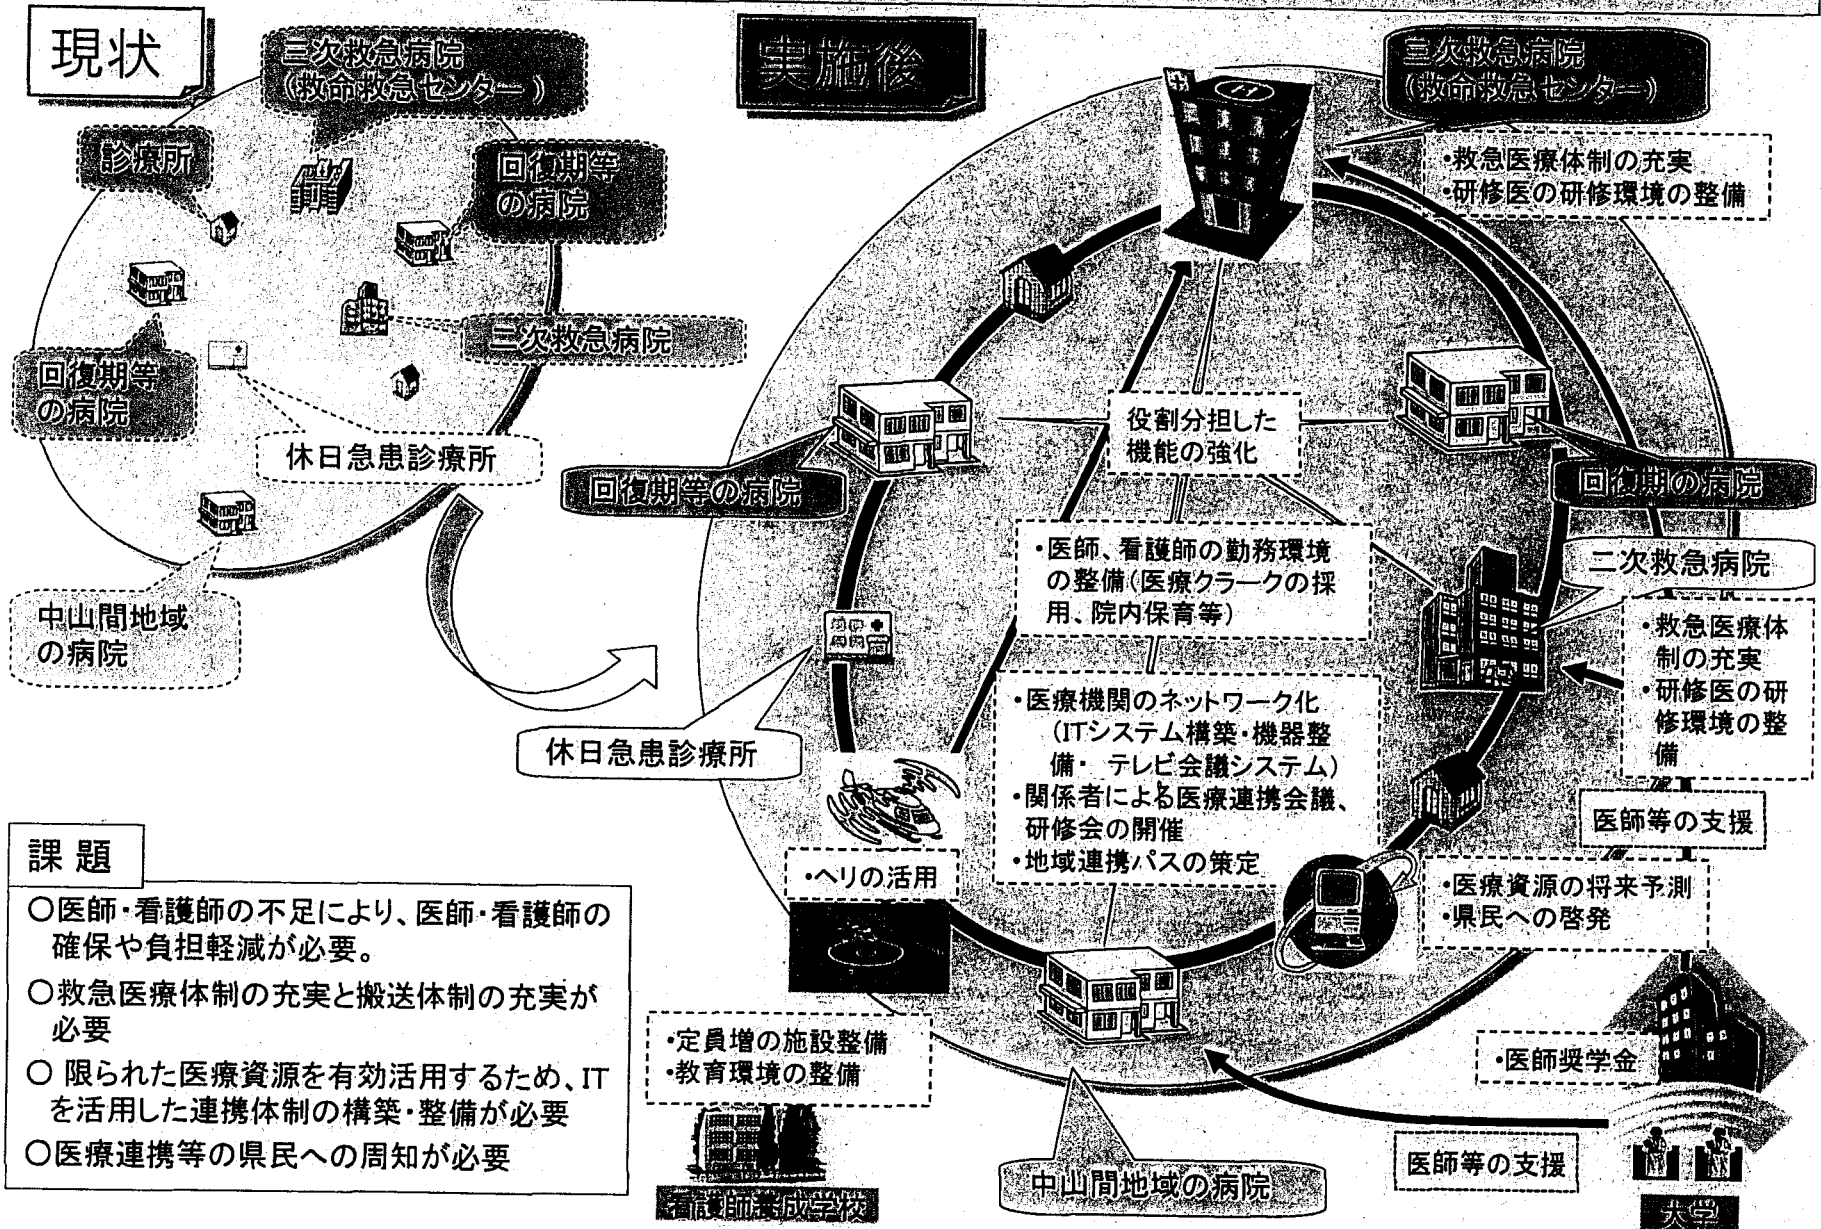 現状
三次救急病院
(救命救急センター)
診療所
回復期等
の病院
二次救急病院
回復期等
の病院
休日急患診療所
中山間地域
の病院
課題
○医師・看護師の不足により、医師・看護師の
確保や負担軽減が必要。
○救急医療体制の充実と搬送体制の充実が
必要
○ 限られた医療資源を有効活用するため、IT
を活用した連携体制の構築・整備が必要
○医療連携等の県民への周知が必要
実施後
三次救急病院
(救命救急センター)
・救急医療体制の充実
・研修医の研修環境の整備
役割分担した
機能の強化
回復期等の病院
回復期の病院
・医師、看護師の勤務環境
の整備(医療クラークの採
用、院内保育等)
二次救急病院
・救急医療体
制の充実
・研修医の研
修環境の整
備
休日急患診療所
・医療機関のネットワーク化
(ITシステム構築・機器整
備・ テレビ会議システム)
・関係者による医療連携会議、
研修会の開催
・地域連携パスの策定
医師等の支援
・ヘリの活用
・医療資源の将来予測
・県民への啓発
・定員増の施設整備
・教育環境の整備
看護師養成学校
・医師奨学金
医師等の支援
中山間地域の病院
大学
H